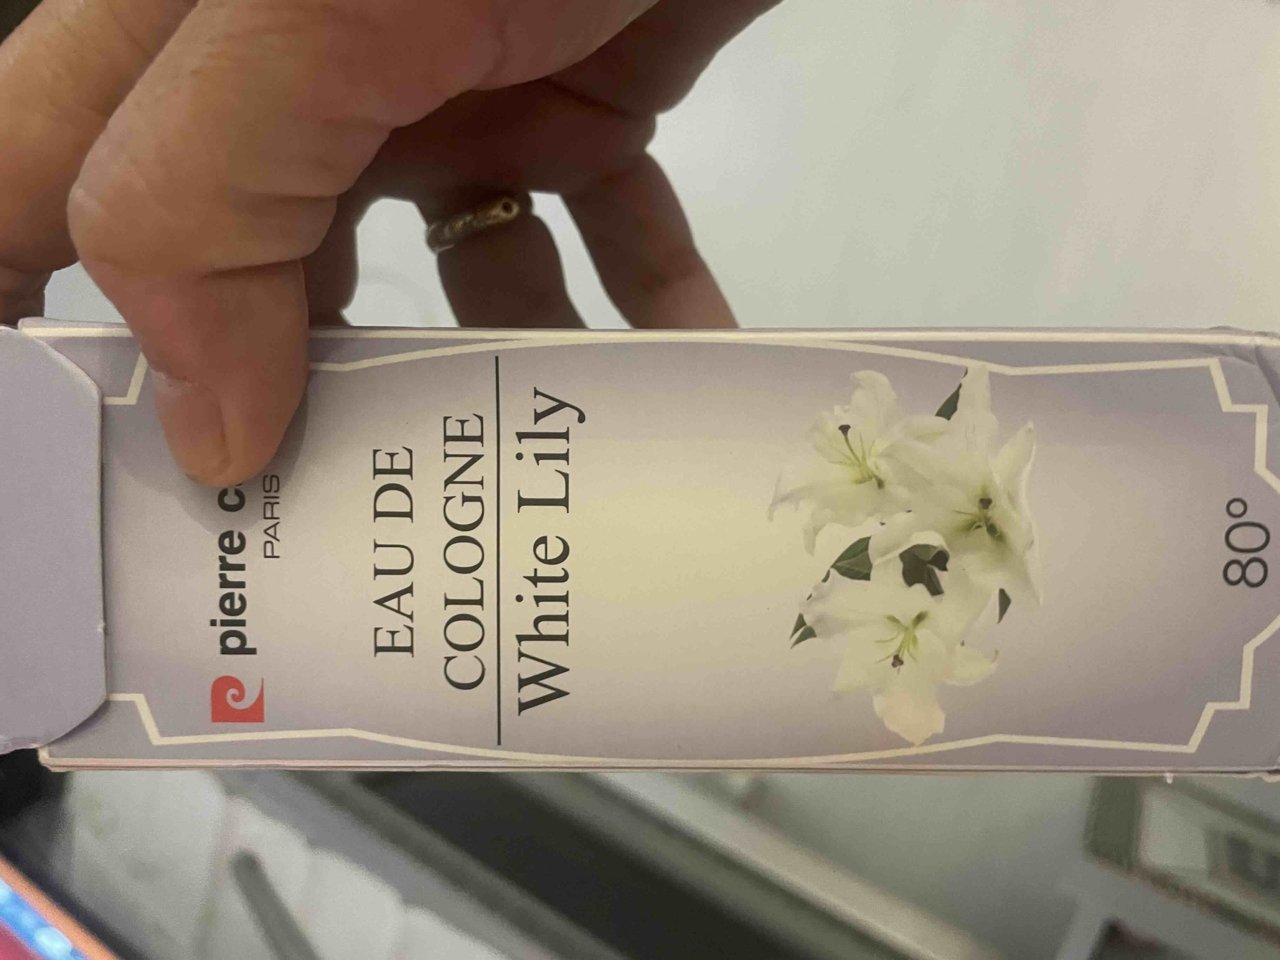 pierre c
PARIS
EAU DE
COLOGNE
White Lily
80°